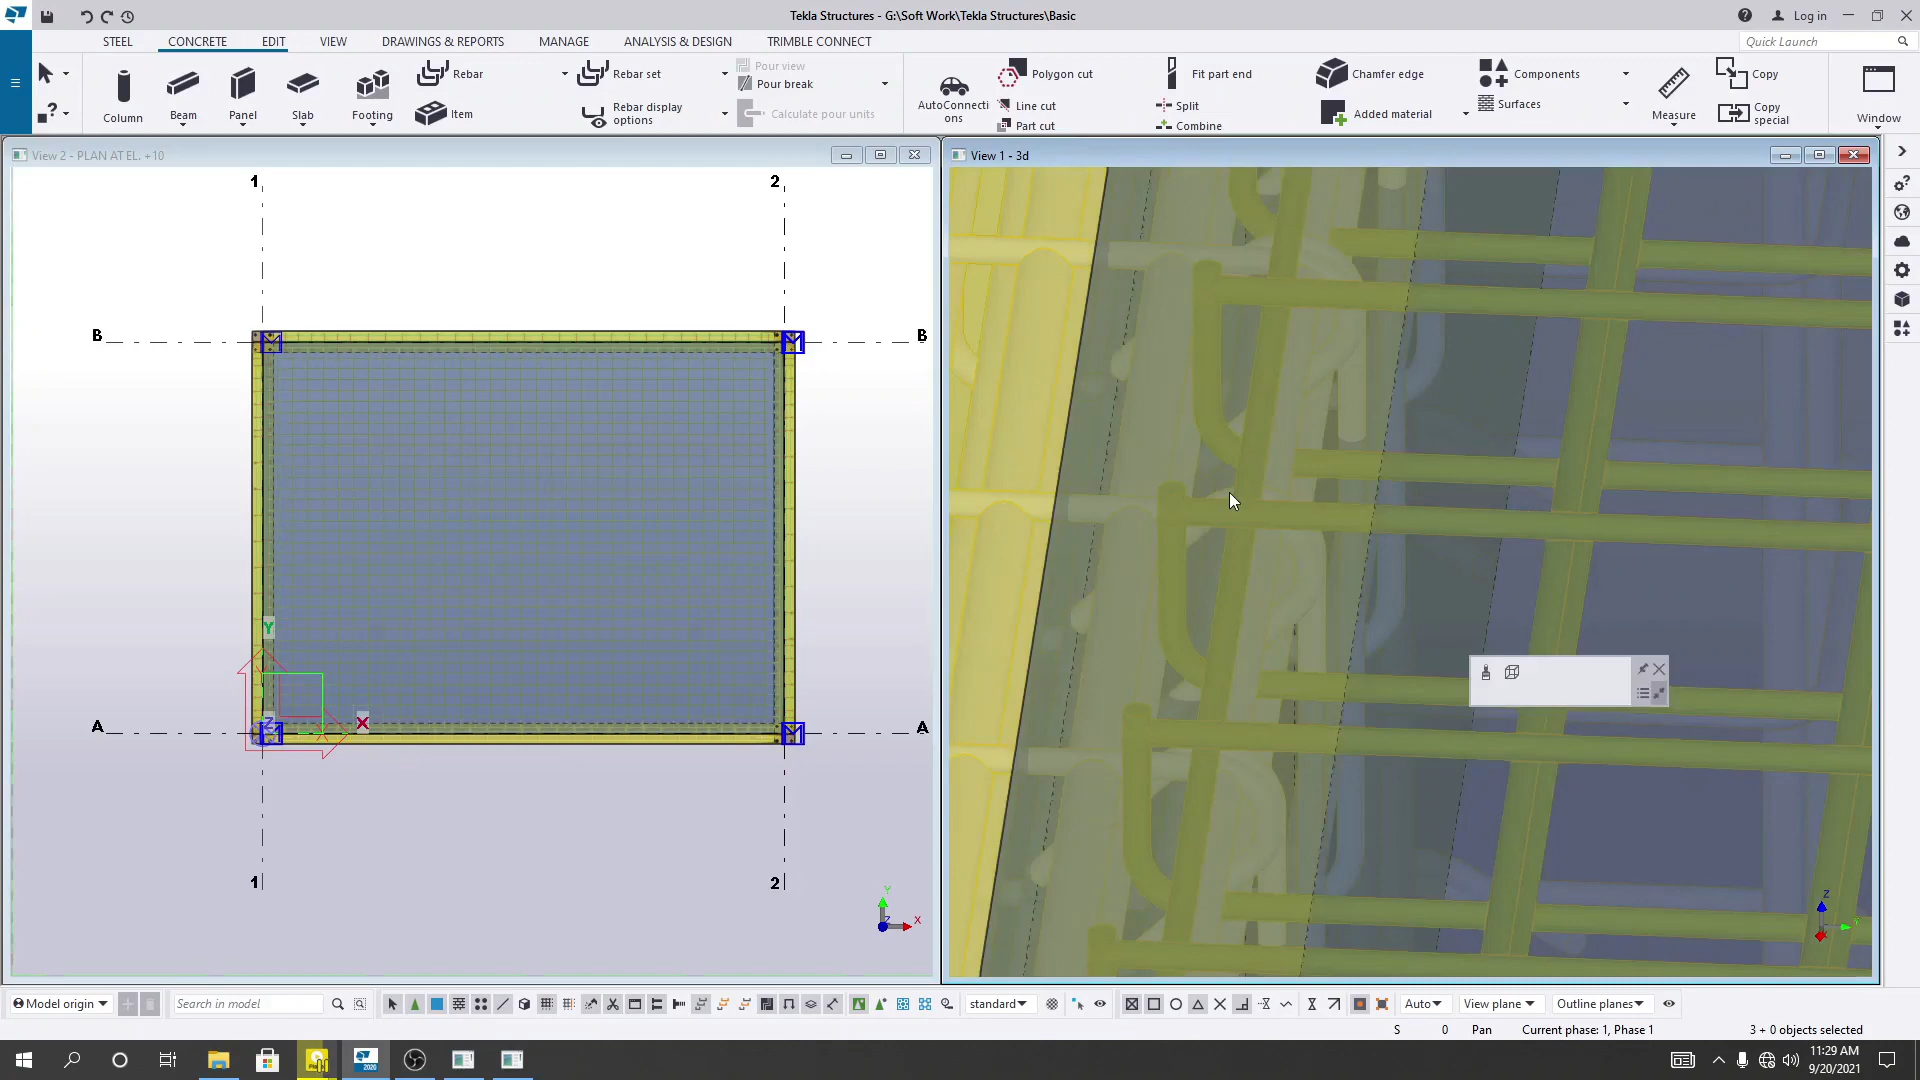 Tekla Structures - G:\Soft Work\Tekla Structures\Basic
Log in
STEEL
CONCRETE
EDIT
VIEW
DRAWINGS & REPORTS
MANAGE
ANALYSIS & DESIGN
TRIMBLE CONNECT
Quick Launch
Column
Beam
Panel
Slab
Footing
Rebar
Item
Rebar set
Rebar display
options
Pour view
Pour break
Calculate pour units
AutoConnecti
ons
Polygon cut
Line cut
Part cut
Fit part end
Split
Combine
Chamfer edge
Added material
Components
Surfaces
Measure
Copy
Copy
special
Window
View 2 - PLAN AT EL. +10
View 1 - 3d
1
2
B
B
Y
Z
X
A
A
1
2
Y
Z
X
Z
Model origin
Search in model
standard
Auto
View plane
Outline planes
S
0
Pan
Current phase: 1, Phase 1
3 + 0 objects selected
2020
11:29 AM
9/20/2021